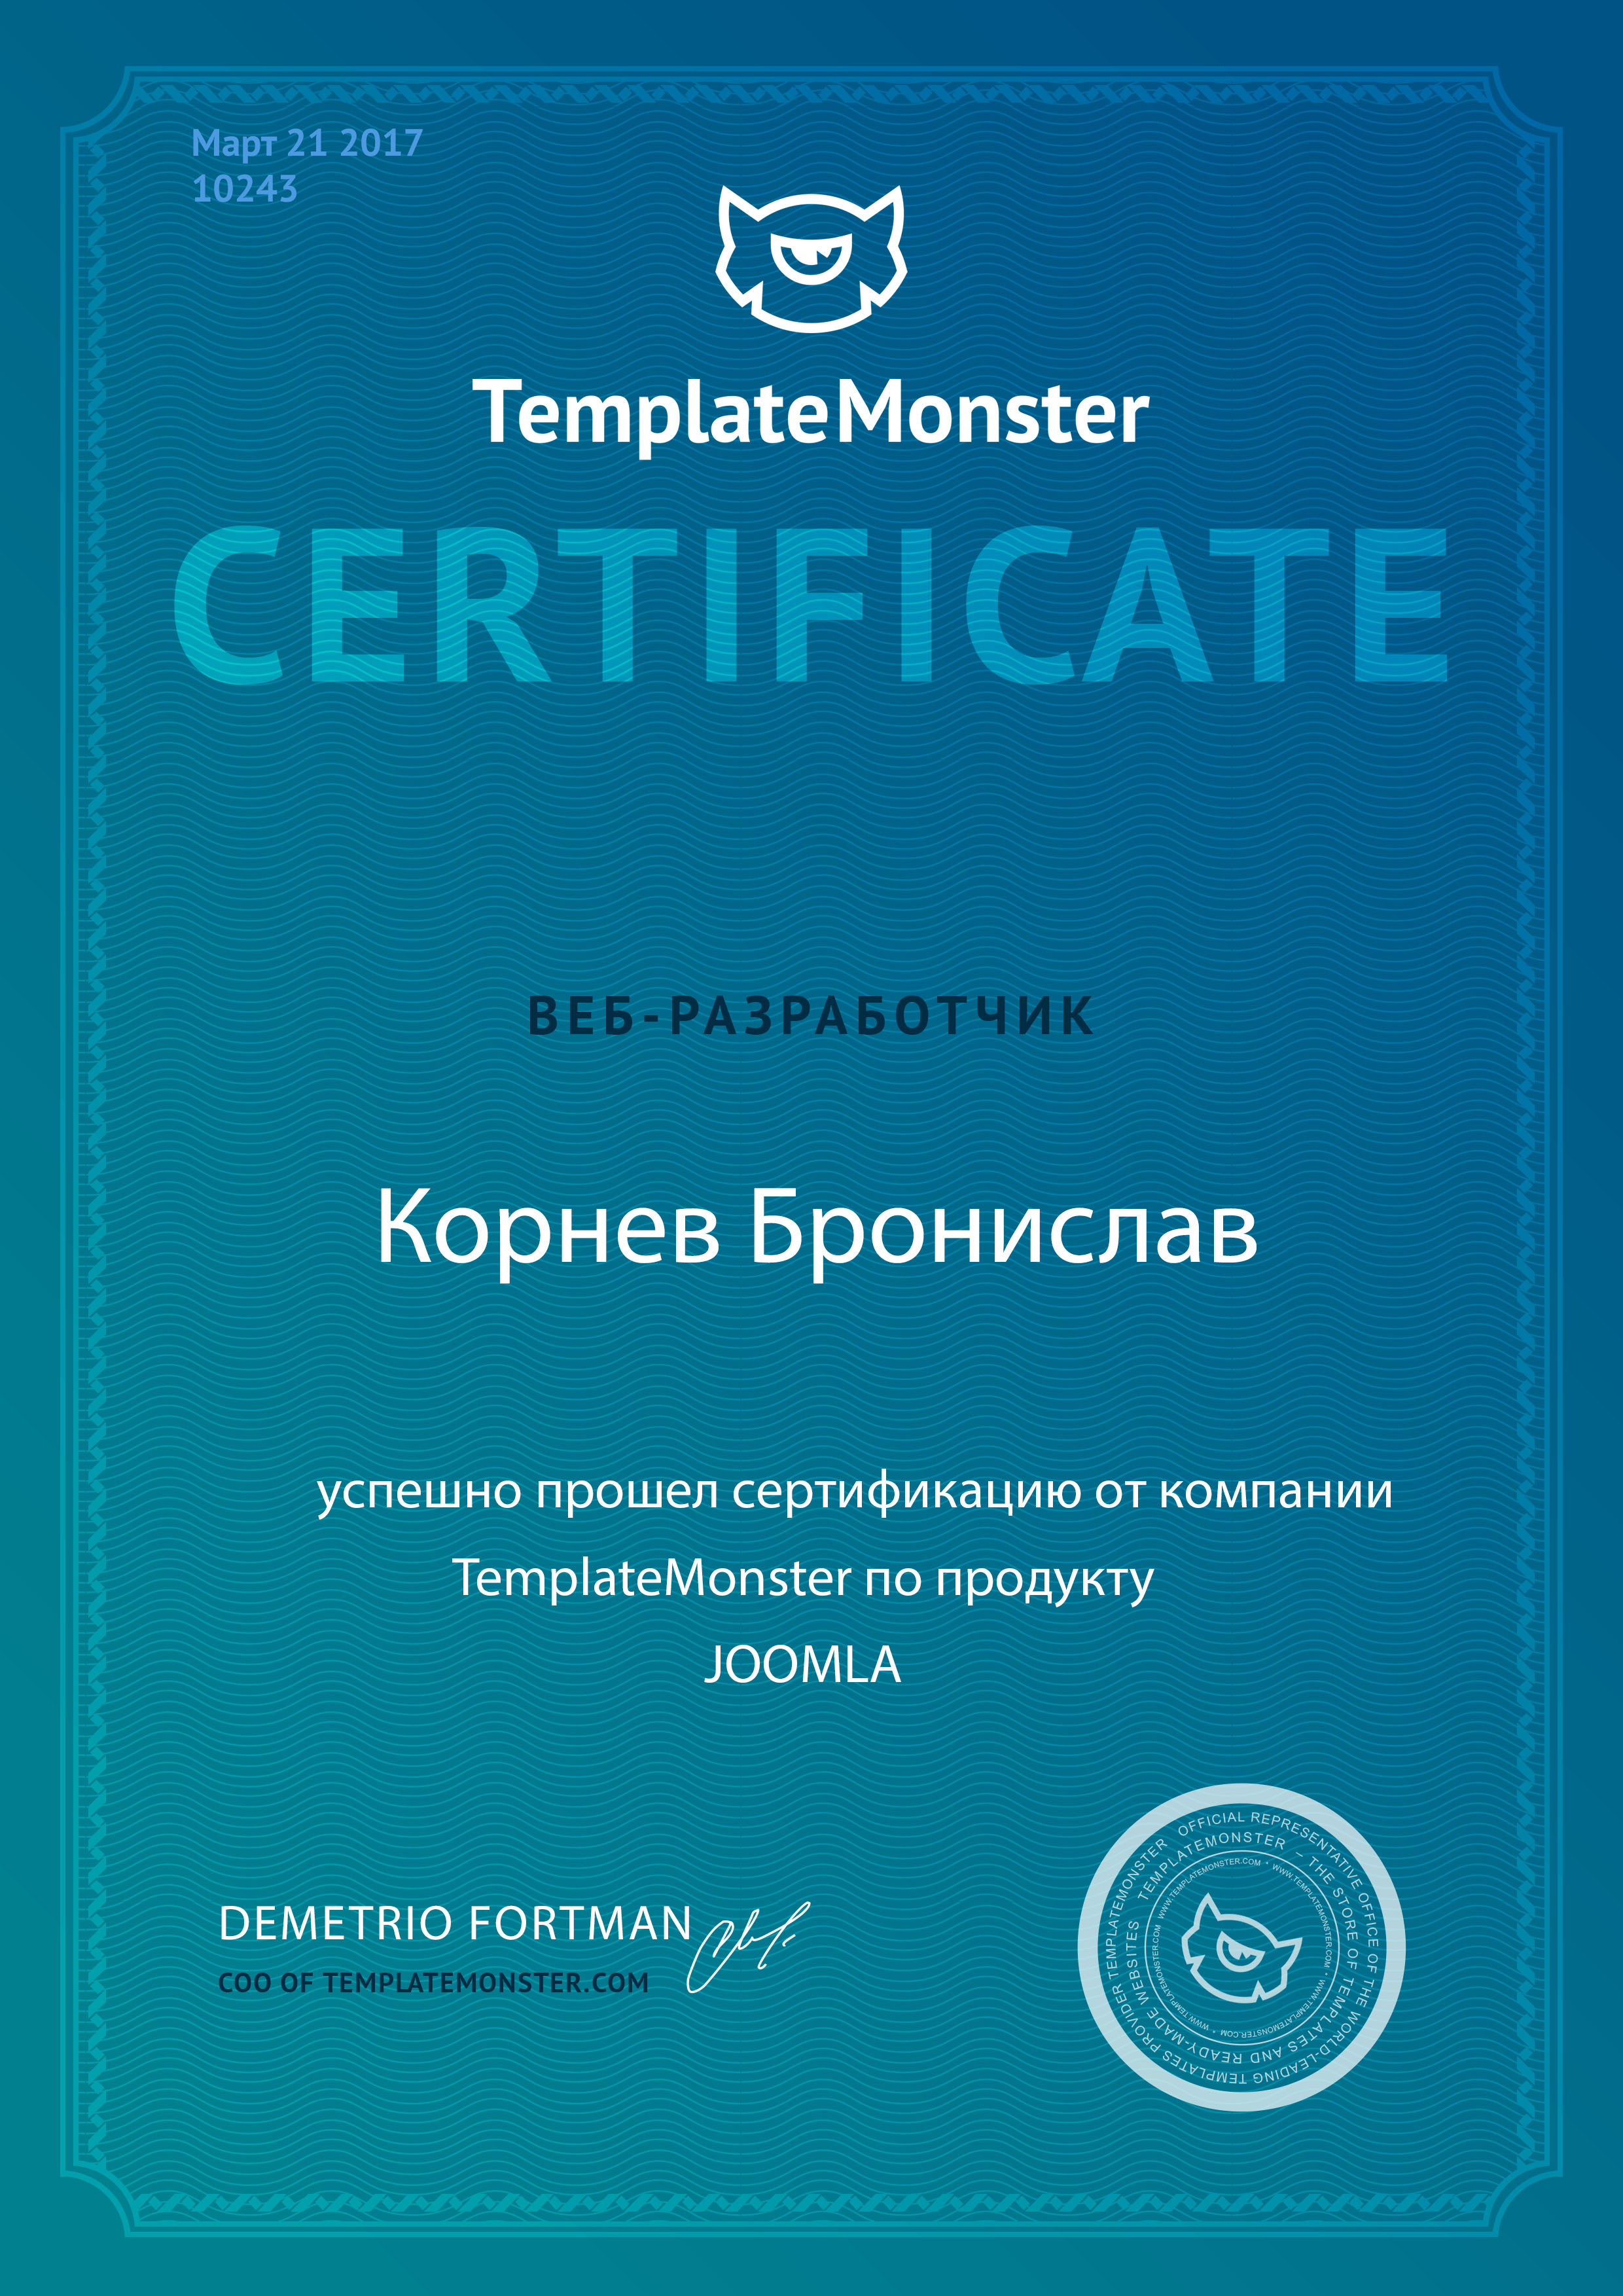 Март 21 2017
10243
TemplateMonster
CERTIFICATE
ВЕБ-РАЗРАБОТЧИК
Корнев Бронислав
успешно прошел сертификацию от компании
TemplateMonster по продукту
JOOMLA
DEMETRIO FORTMAN
COO OF TEMPLATEMONSTER.COM
OFFICIAL REPRESENTATIVE OFFICE OF THE WORLD-LEADING TEMPLATES PROVIDER TEMPLATEMONSTER
TEMPLATEMONSTER – THE STORE OF TEMPLATES AND READY-MADE WEBSITES
WWW.TEMPLATEMONSTER.COM * WWW.TEMPLATEMONSTER.COM * WWW.TEMPLATEMONSTER.COM * WWW.TEMPLATEMONSTER.COM